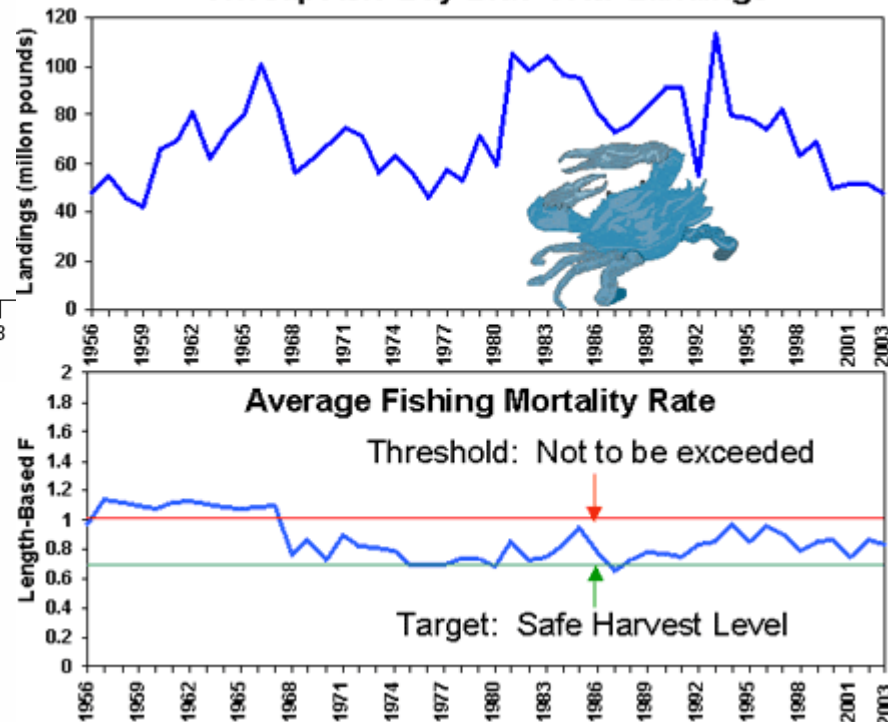 120
100
80
60
40
20
0
Landings (millon pounds)
1956 1959 1962 1965 1968 1971 1974 1977 1980 1983 1986 1989 1992 1995 1998 2001 2003
3
2
1.8
1.6
1.4
1.2
1
0.8
0.6
0.4
0.2
0
Length-Based F
Average Fishing Mortality Rate
Threshold: Not to be exceeded
Target: Safe Harvest Level
1956 1959 1962 1965 1968 1971 1974 1977 1980 1983 1986 1989 1992 1995 1998 2001 2003